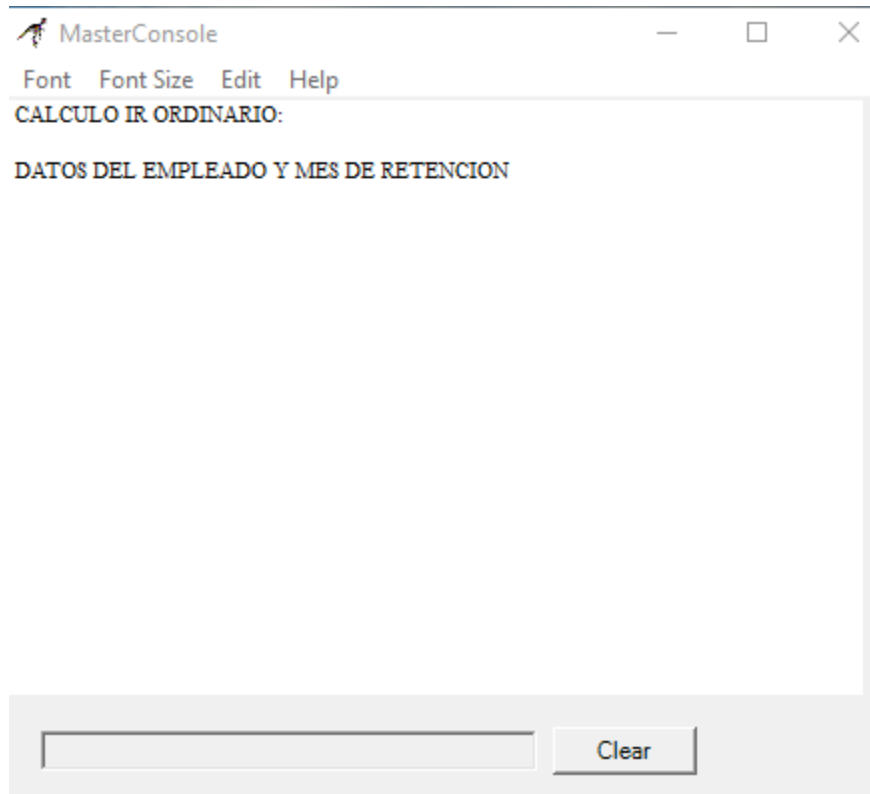 MasterConsole
Font Font Size Edit Help
CALCULO IR ORDINARIO:
DATOS DEL EMPLEADO Y MES DE RETENCION
Clear